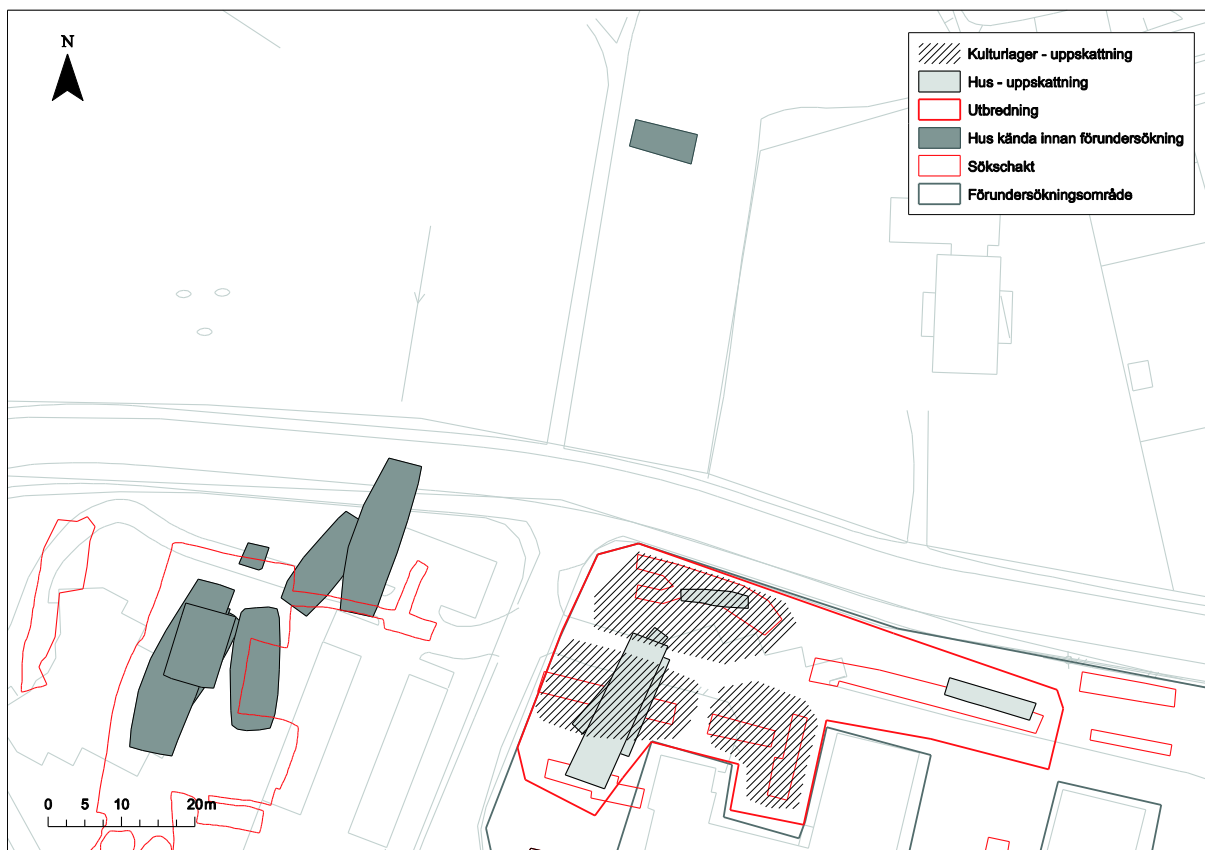 N
Kulturlager - uppskattning
Hus - uppskattning
Utbredning
Hus kända innan förundersökning
Sökschakt
Förundersökningsområde
0 5 10 20m